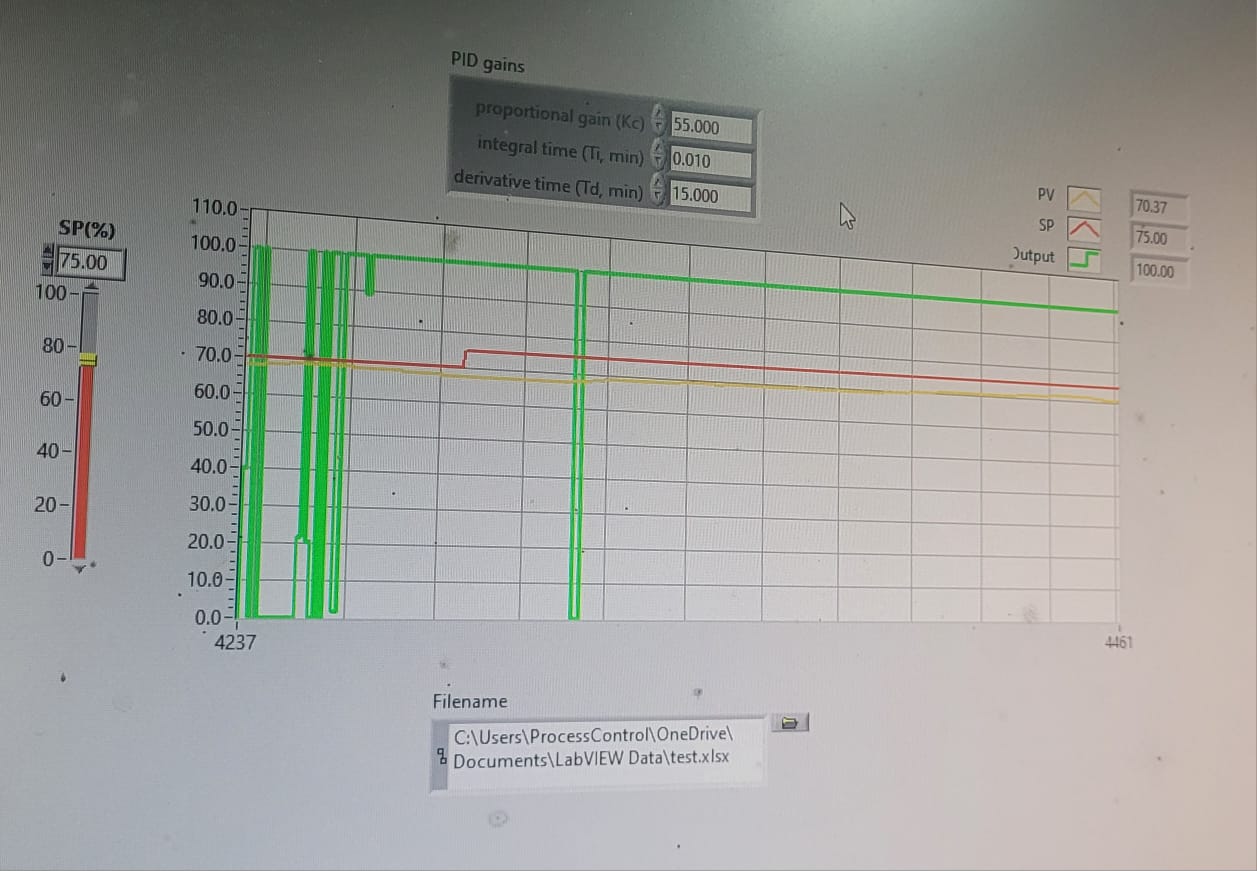 PID gains
proportional gain (Kc) 55.000
integral time (Ti, min) 0.010
derivative time (Td, min) 15.000
PV 70.37
SP 75.00
Output 100.00
SP(%)
75.00
100
80
60
40
20
0
110.0
100.0
90.0
80.0
70.0
60.0
50.0
40.0
30.0
20.0
10.0
0.0
4237
4461
Filename
C:\Users\ProcessControl\OneDrive\
Documents\LabVIEW Data\test.xlsx